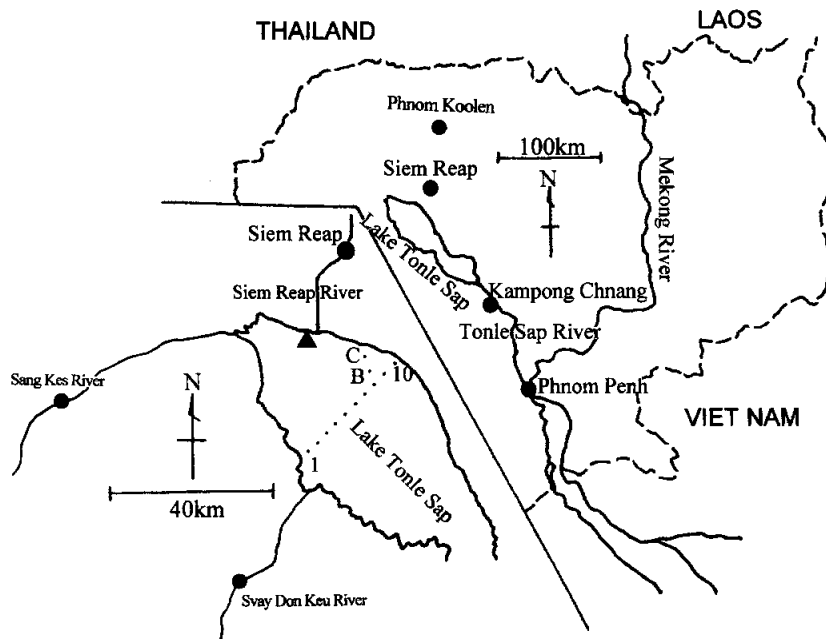 THAILAND
LAOS
Phnom Koolen
100km
Siem Reap
N
Mekong River
Lake Tonle Sap
Kampong Chnang
Tonle Sap River
Phnom Penh
VIET NAM
Siem Reap
Siem Reap River
Sang Kes River
N
C
B
10
1
Lake Tonle Sap
40km
Svay Don Keu River